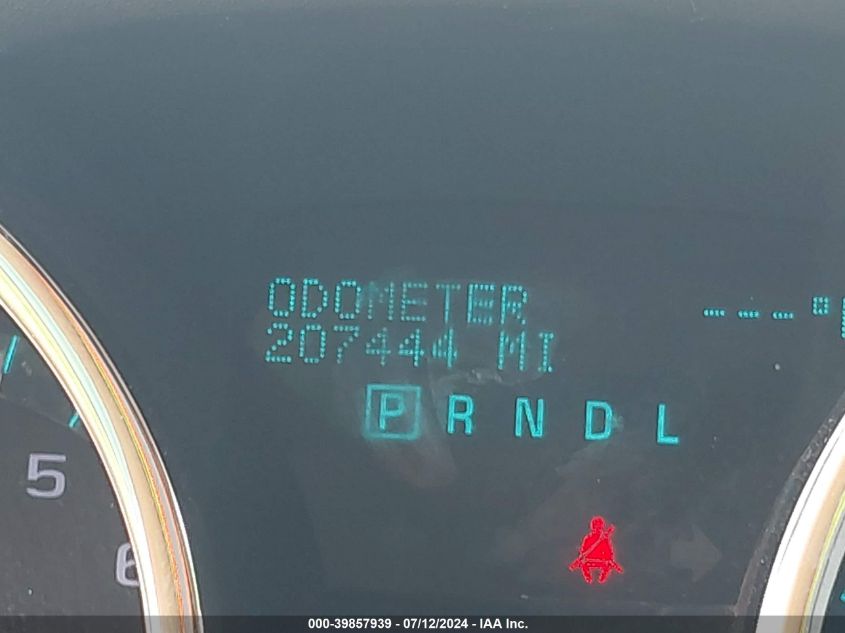 ODOMETER
207444 MI
---°
P R N D L
5
6
000-39857939 - 07/12/2024 - IAA Inc.